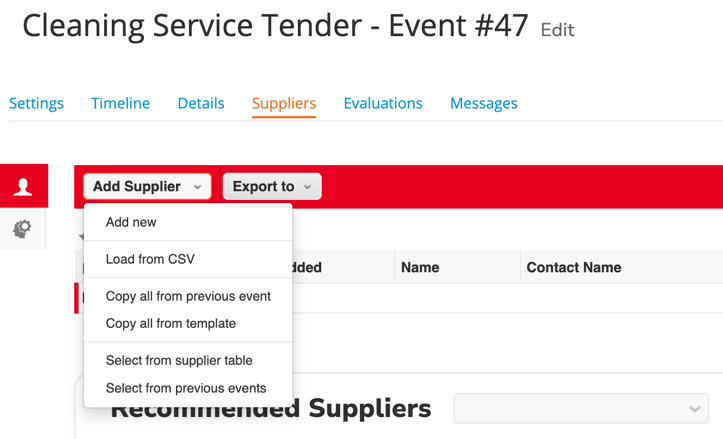 Cleaning Service Tender - Event #47 Edit
Settings Timeline Details Suppliers Evaluations Messages
Add Supplier Export to
Add new
Load from CSV
dded Name Contact Name
Copy all from previous event
Copy all from template
Select from supplier table
Select from previous events
Recommended Suppliers